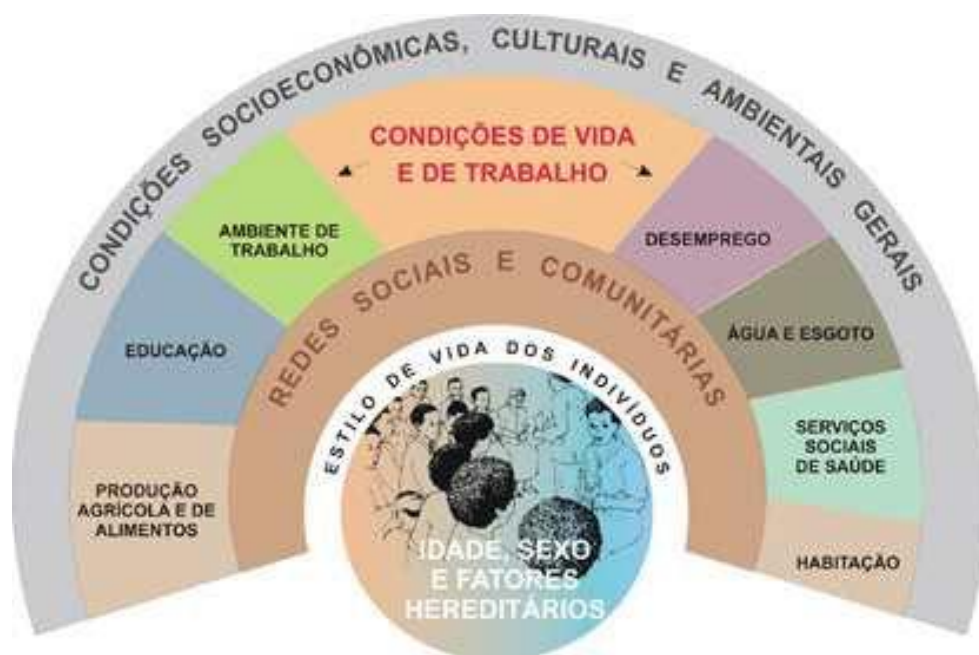 CONDIÇÕES SOCIOECONÔMICAS, CULTURAIS E AMBIENTAIS GERAIS
CONDIÇÕES DE VIDA
E DE TRABALHO
AMBIENTE DE
TRABALHO
DESEMPREGO
EDUCAÇÃO
ÁGUA E ESGOTO
PRODUÇÃO
AGRÍCOLA E DE
ALIMENTOS
SERVIÇOS
SOCIAIS
DE SAÚDE
HABITAÇÃO
REDES SOCIAIS E COMUNITÁRIAS
ESTILO DE VIDA DOS INDIVÍDUOS
IDADE, SEXO
E FATORES
HEREDITÁRIOS